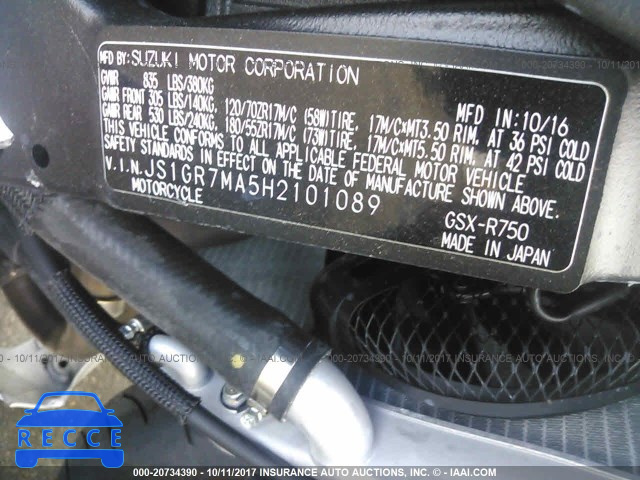 MFD BY: SUZUKI MOTOR CORPORATION
GVWR 835 LBS/380KG MFD IN:10/16
GAWR FRONT 305 LBS/140KG, 120/70ZR17M/C (58W)TIRE, 17M/C×MT3.50 RIM, AT 36 PSI COLD
GAWR REAR 530 LBS/240KG, 180/55ZR17M/C (73W)TIRE, 17M/C×MT5.50 RIM, AT 42 PSI COLD
THIS VEHICLE CONFORMS TO ALL APPLICABLE FEDERAL MOTOR VEHICLE
SAFETY STANDARDS IN EFFECT ON THE DATE OF MANUFACTURE SHOWN ABOVE.
V.I.N. JS1GR7MA5H2101089 GSX-R750
MOTORCYCLE MADE IN JAPAN
000-20734390 - 10/11/2017 INSURANCE AUTO AUCTIONS, INC. © - IAAI.COM
RECCE